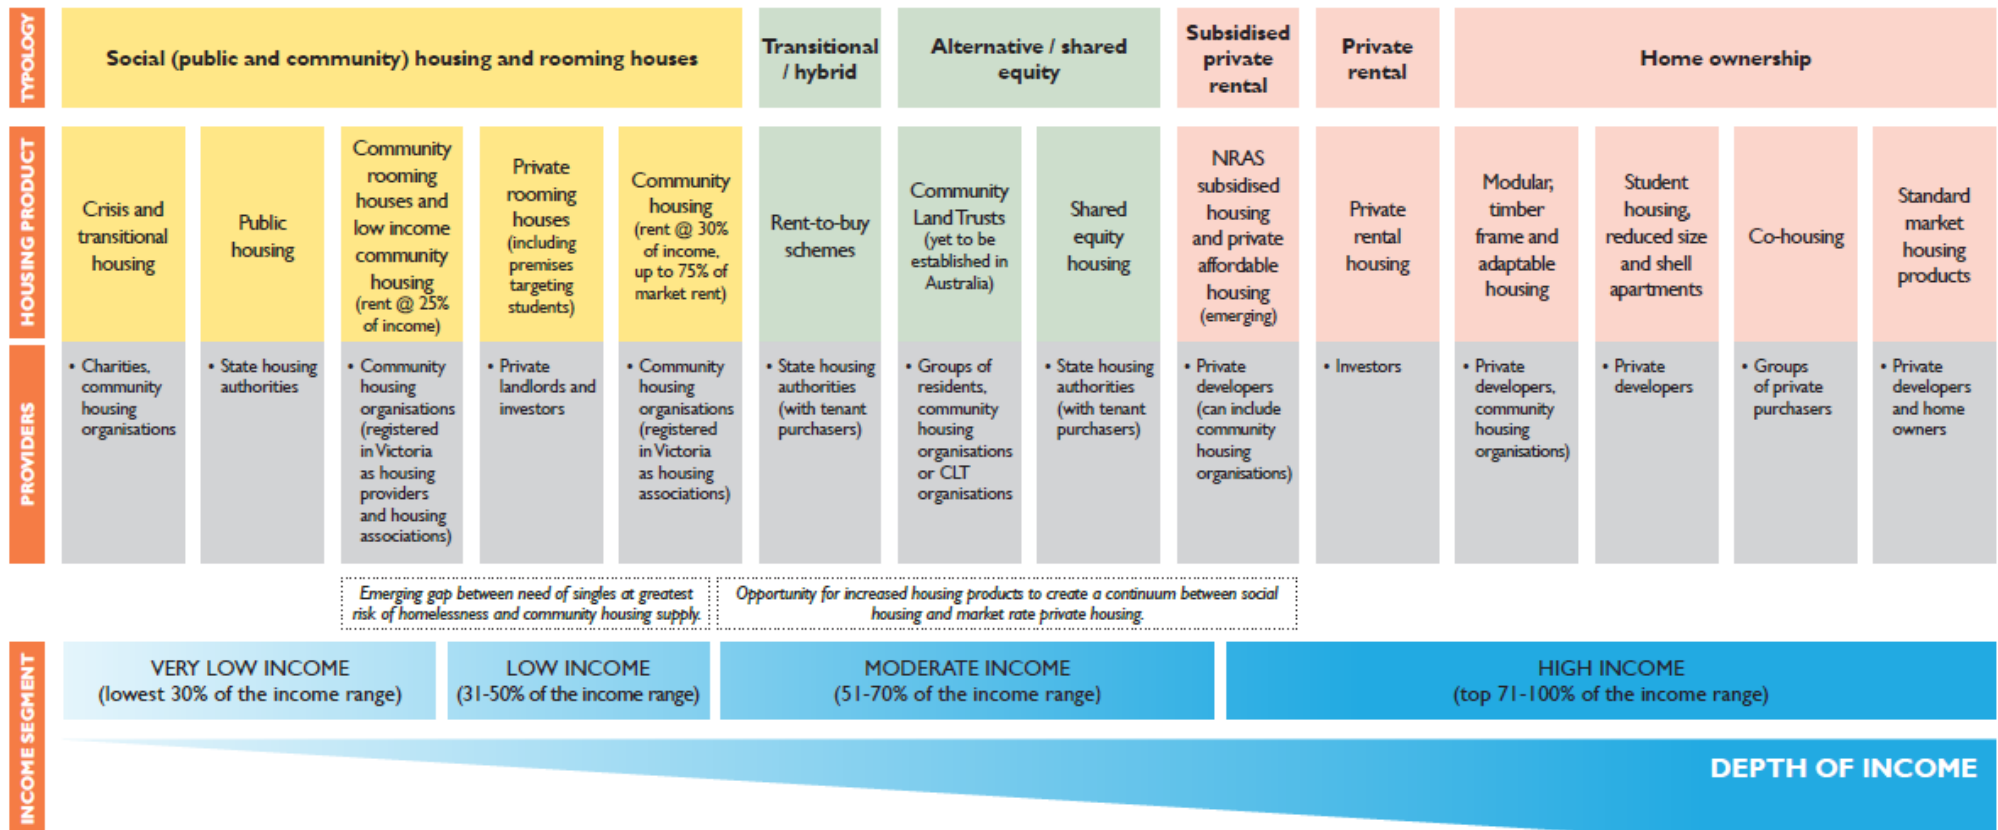 TYPOLOGY
Social (public and community) housing and rooming houses
Transitional
/ hybrid
Alternative / shared
equity
Subsidised
private
rental
Private
rental
Home ownership
HOUSING PRODUCT
Crisis and
transitional
housing
Public
housing
Community
rooming
houses and
low income
community
housing
(rent @ 25%
of income)
Private
rooming
houses
(including
premises
targeting
students)
Community
housing
(rent @ 30%
of income,
up to 75% of
market rent)
Rent-to-buy
schemes
Community
Land Trusts
(yet to be
established in
Australia)
Shared
equity
housing
NRAS
subsidised
housing
and private
affordable
housing
(emerging)
Private
rental
housing
Modular,
timber
frame and
adaptable
housing
Student
housing,
reduced size
and shell
apartments
Co-housing
Standard
market
housing
products
PROVIDERS
• Charities,
community
housing
organisations
• State housing
authorities
• Community
housing
organisations
(registered
in Victoria
as housing
providers
and housing
associations)
• Private
landlords and
investors
• Community
housing
organisations
(registered
in Victoria
as housing
associations)
• State housing
authorities
(with tenant
purchasers)
• Groups of
residents,
community
housing
organisations
or CLT
organisations
• State housing
authorities
(with tenant
purchasers)
• Private
developers
(can include
community
housing
organisations)
• Investors
• Private
developers,
community
housing
organisations)
• Private
developers
• Groups
of private
purchasers
• Private
developers
and home
owners
Emerging gap between need of singles at greatest
risk of homelessness and community housing supply.
Opportunity for increased housing products to create a continuum between social
housing and market rate private housing.
INCOME SEGMENT
VERY LOW INCOME
(lowest 30% of the income range)
LOW INCOME
(31-50% of the income range)
MODERATE INCOME
(51-70% of the income range)
HIGH INCOME
(top 71-100% of the income range)
DEPTH OF INCOME